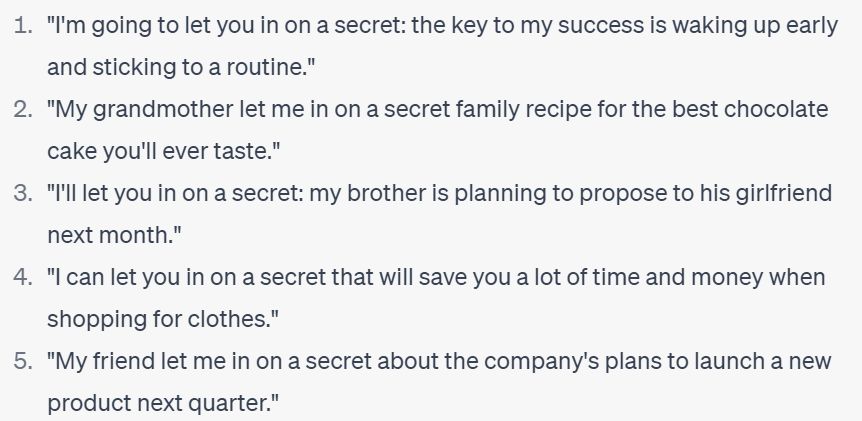 1. "I'm going to let you in on a secret: the key to my success is waking up early
and sticking to a routine."
2. "My grandmother let me in on a secret family recipe for the best chocolate
cake you'll ever taste."
3. "I'll let you in on a secret: my brother is planning to propose to his girlfriend
next month."
4. "I can let you in on a secret that will save you a lot of time and money when
shopping for clothes."
5. "My friend let me in on a secret about the company's plans to launch a new
product next quarter."